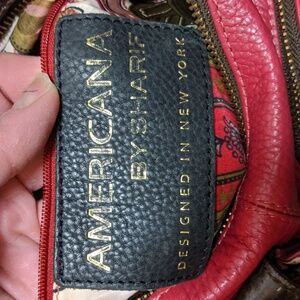 AMERICANA
BY SHARIF
DESIGNED IN NEW YORK